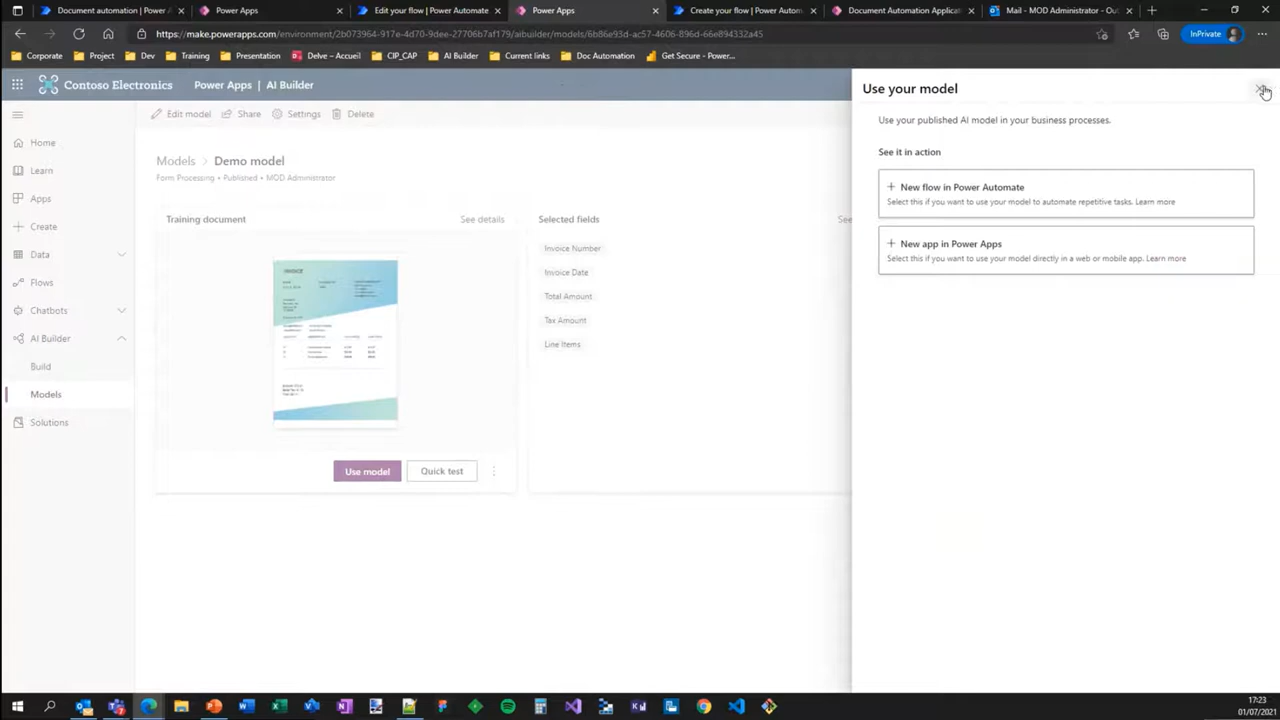 Document automation | Power A
Power Apps
Edit your flow | Power Automate
Power Apps
Create your flow | Power Autom
Document Automation Applicati
Mail - MOD Administrator - Out
https://make.powerapps.com/environment/2b073964-917e-4d70-9dee-27706b7af179/aibuilder/models/6b86e93d-ac57-4606-896d-66e894332a45
InPrivate
Corporate
Project
Dev
Training
Presentation
Delve – Accueil
CIP_CAP
AI Builder
Current links
Doc Automation
Get Secure - Power...
Contoso Electronics
Power Apps | AI Builder
Use your model
Edit model
Share
Settings
Delete
Use your published AI model in your business processes.
Home
Learn
Apps
Create
Data
Flows
Chatbots
AI Builder
Build
Models
Solutions
Models > Demo model
Form Processing • Published • MOD Administrator
Training document
See details
Selected fields
See
Invoice Number
Invoice Date
Total Amount
Tax Amount
Line Items
Use model
Quick test
See it in action
+ New flow in Power Automate
Select this if you want to use your model to automate repetitive tasks. Learn more
+ New app in Power Apps
Select this if you want to use your model directly in a web or mobile app. Learn more
17:23
01/07/2021